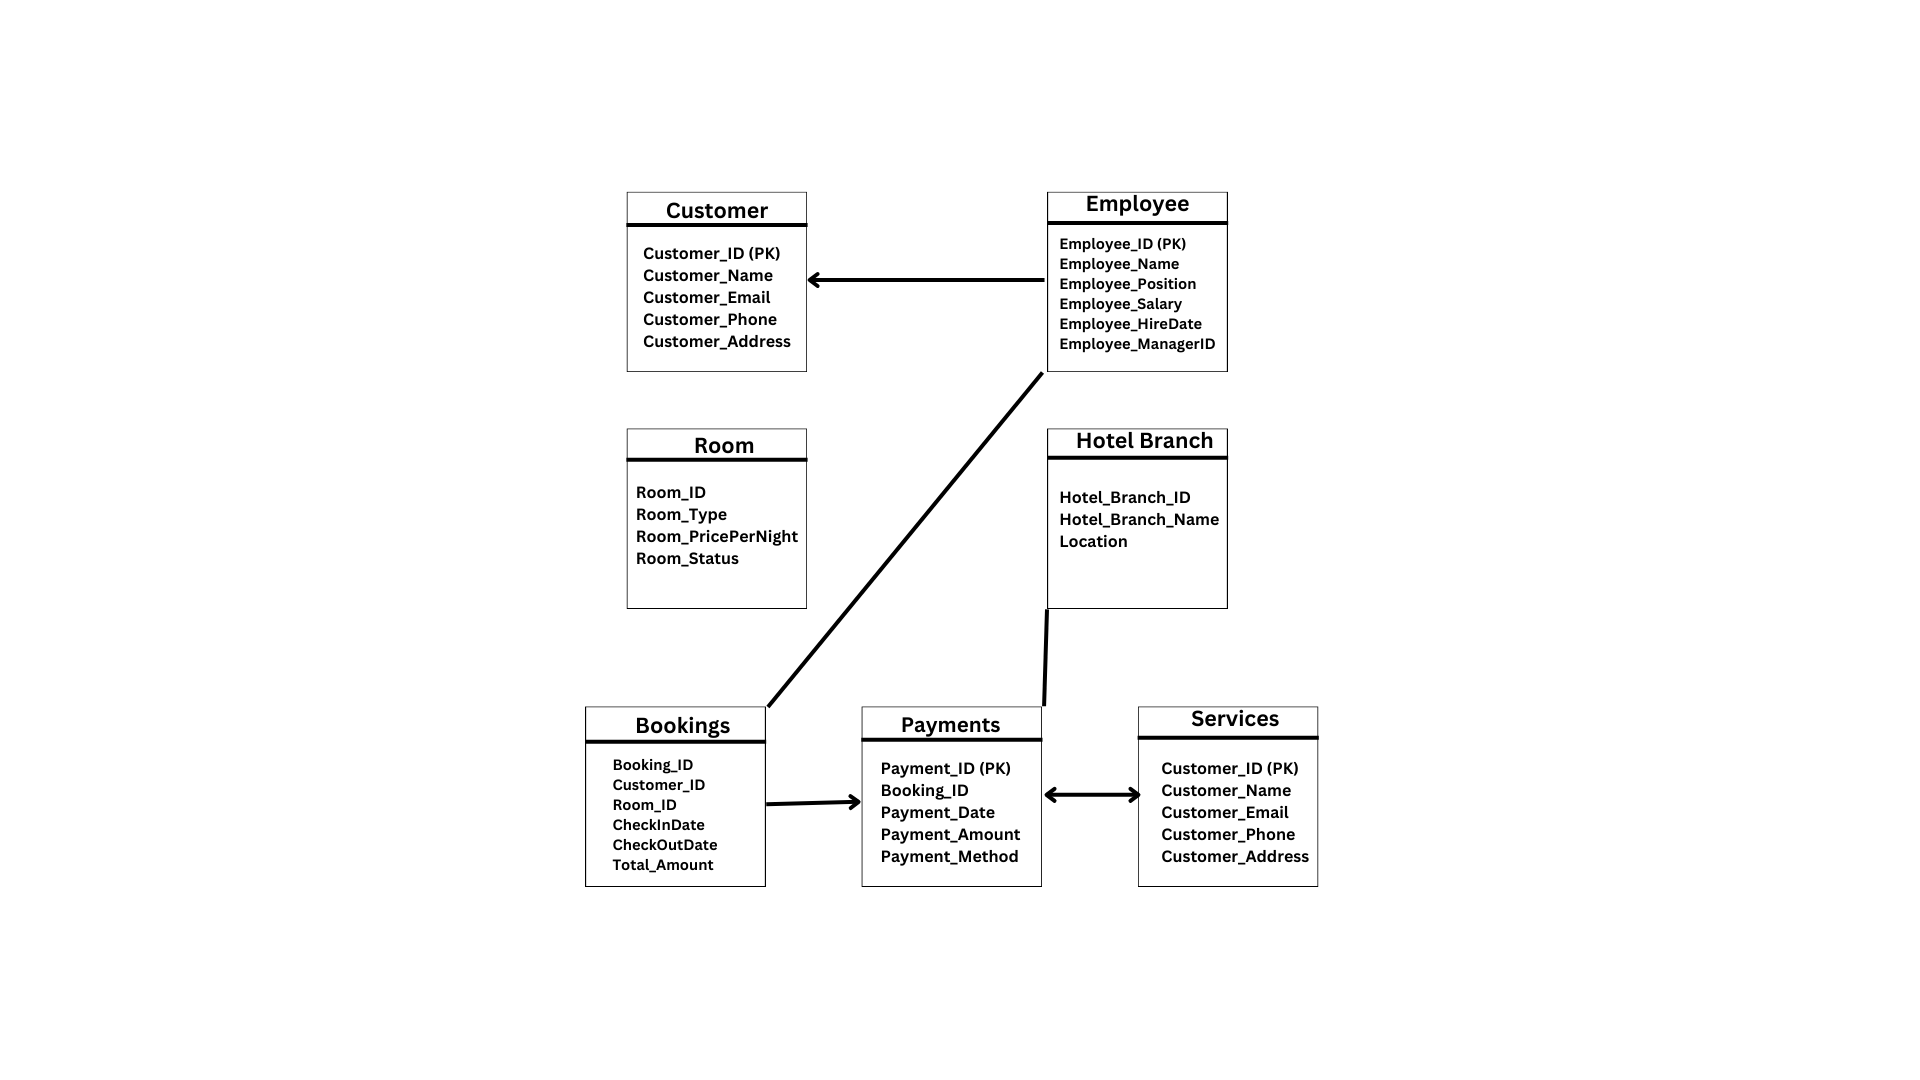 Customer
Customer_ID (PK)
Customer_Name
Customer_Email
Customer_Phone
Customer_Address
Employee
Employee_ID (PK)
Employee_Name
Employee_Position
Employee_Salary
Employee_HireDate
Employee_ManagerID
Room
Room_ID
Room_Type
Room_PricePerNight
Room_Status
Hotel Branch
Hotel_Branch_ID
Hotel_Branch_Name
Location
Bookings
Booking_ID
Customer_ID
Room_ID
CheckInDate
CheckOutDate
Total_Amount
Payments
Payment_ID (PK)
Booking_ID
Payment_Date
Payment_Amount
Payment_Method
Services
Customer_ID (PK)
Customer_Name
Customer_Email
Customer_Phone
Customer_Address